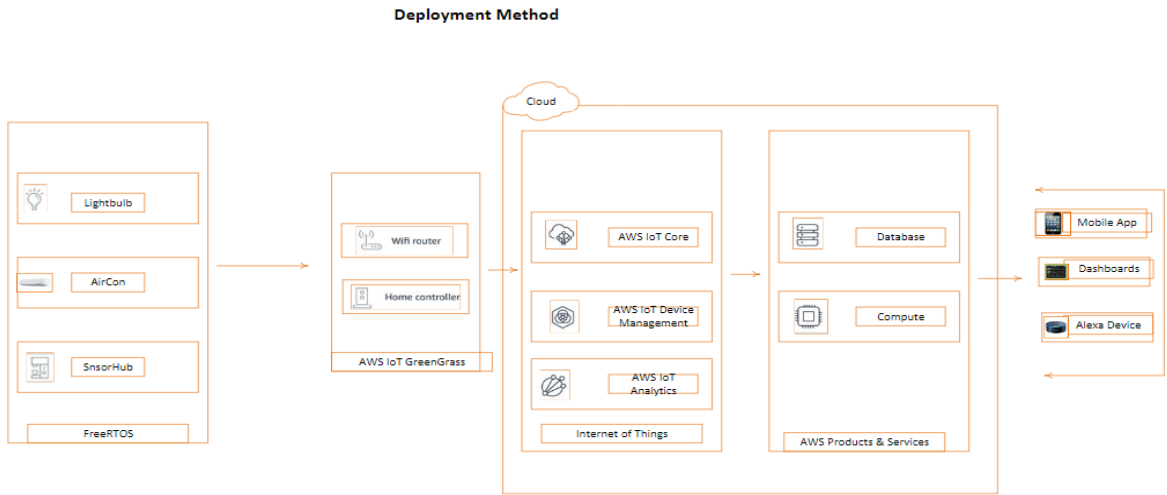 Deployment Method
Cloud
Lightbulb
AirCon
SnsorHub
FreeRTOS
Wifi router
Home controller
AWS IoT GreenGrass
AWS IoT Core
AWS IoT Device
Management
AWS IoT
Analytics
Internet of Things
Database
Compute
AWS Products & Services
Mobile App
Dashboards
Alexa Device